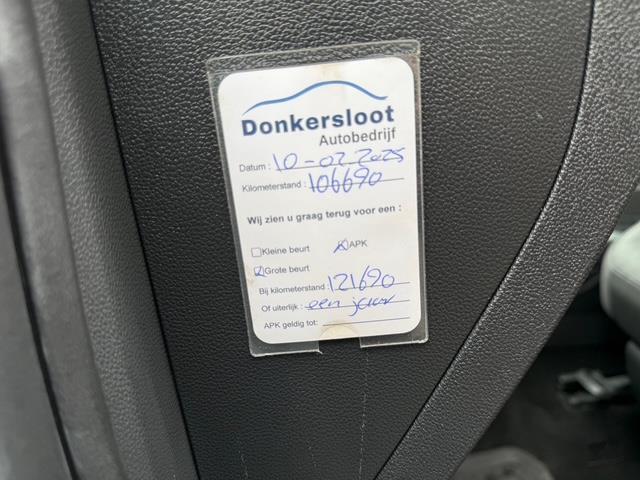 Donkersloot
Autobedrijf
Datum : 10-02-2025
Kilometerstand : 106690
Wij zien u graag terug voor een :
Kleine beurt APK
Grote beurt
Bij kilometerstand : 121690
Of uiterlijk : een jaar
APK geldig tot: